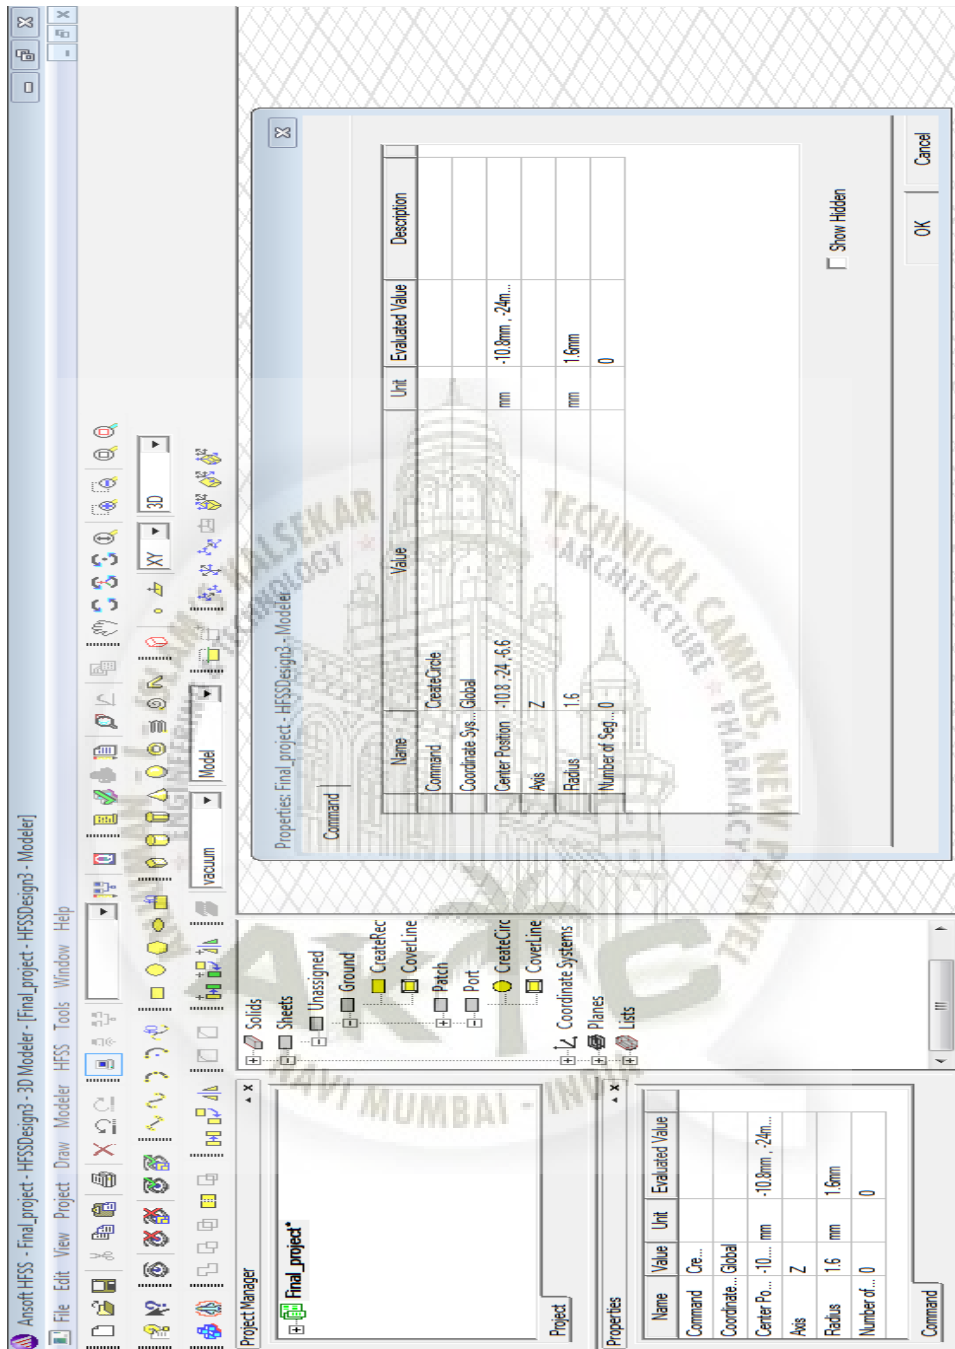 Ansoft HFSS - Final_project - HFSSDesign3 - 3D Modeler - [Final_project - HFSSDesign3 - Modeler]
File Edit View Project Draw Modeler HFSS Tools Window Help
vacuum Model XY 3D
Project Manager
Final_project*
Project
Properties
Name Value Unit Evaluated Value
Command Cre...
Coordinate... Global
Center Po... -10.... mm -10.8mm , -24m...
Axis Z
Radius 1.6 mm 1.6mm
Number of... 0 0
Command
Solids
Sheets
Unassigned
Ground
CreateRec
CoverLine
Patch
Port
CreateCirc
CoverLine
Coordinate Systems
Planes
Lists
Properties: Final_project - HFSSDesign3 - Modeler
Command
Name Value Unit Evaluated Value Description
Command CreateCircle
Coordinate Sys... Global
Center Position -10.8 ,-24 ,-6.6 mm -10.8mm , -24m...
Axis Z
Radius 1.6 mm 1.6mm
Number of Seg... 0 0
Show Hidden
OK Cancel
KALSEKAR TECHNICAL CAMPUS, NEW PANVEL
TECHNOLOGY ARCHITECTURE PHARMACY
AKTC
NAVI MUMBAI - INDIA